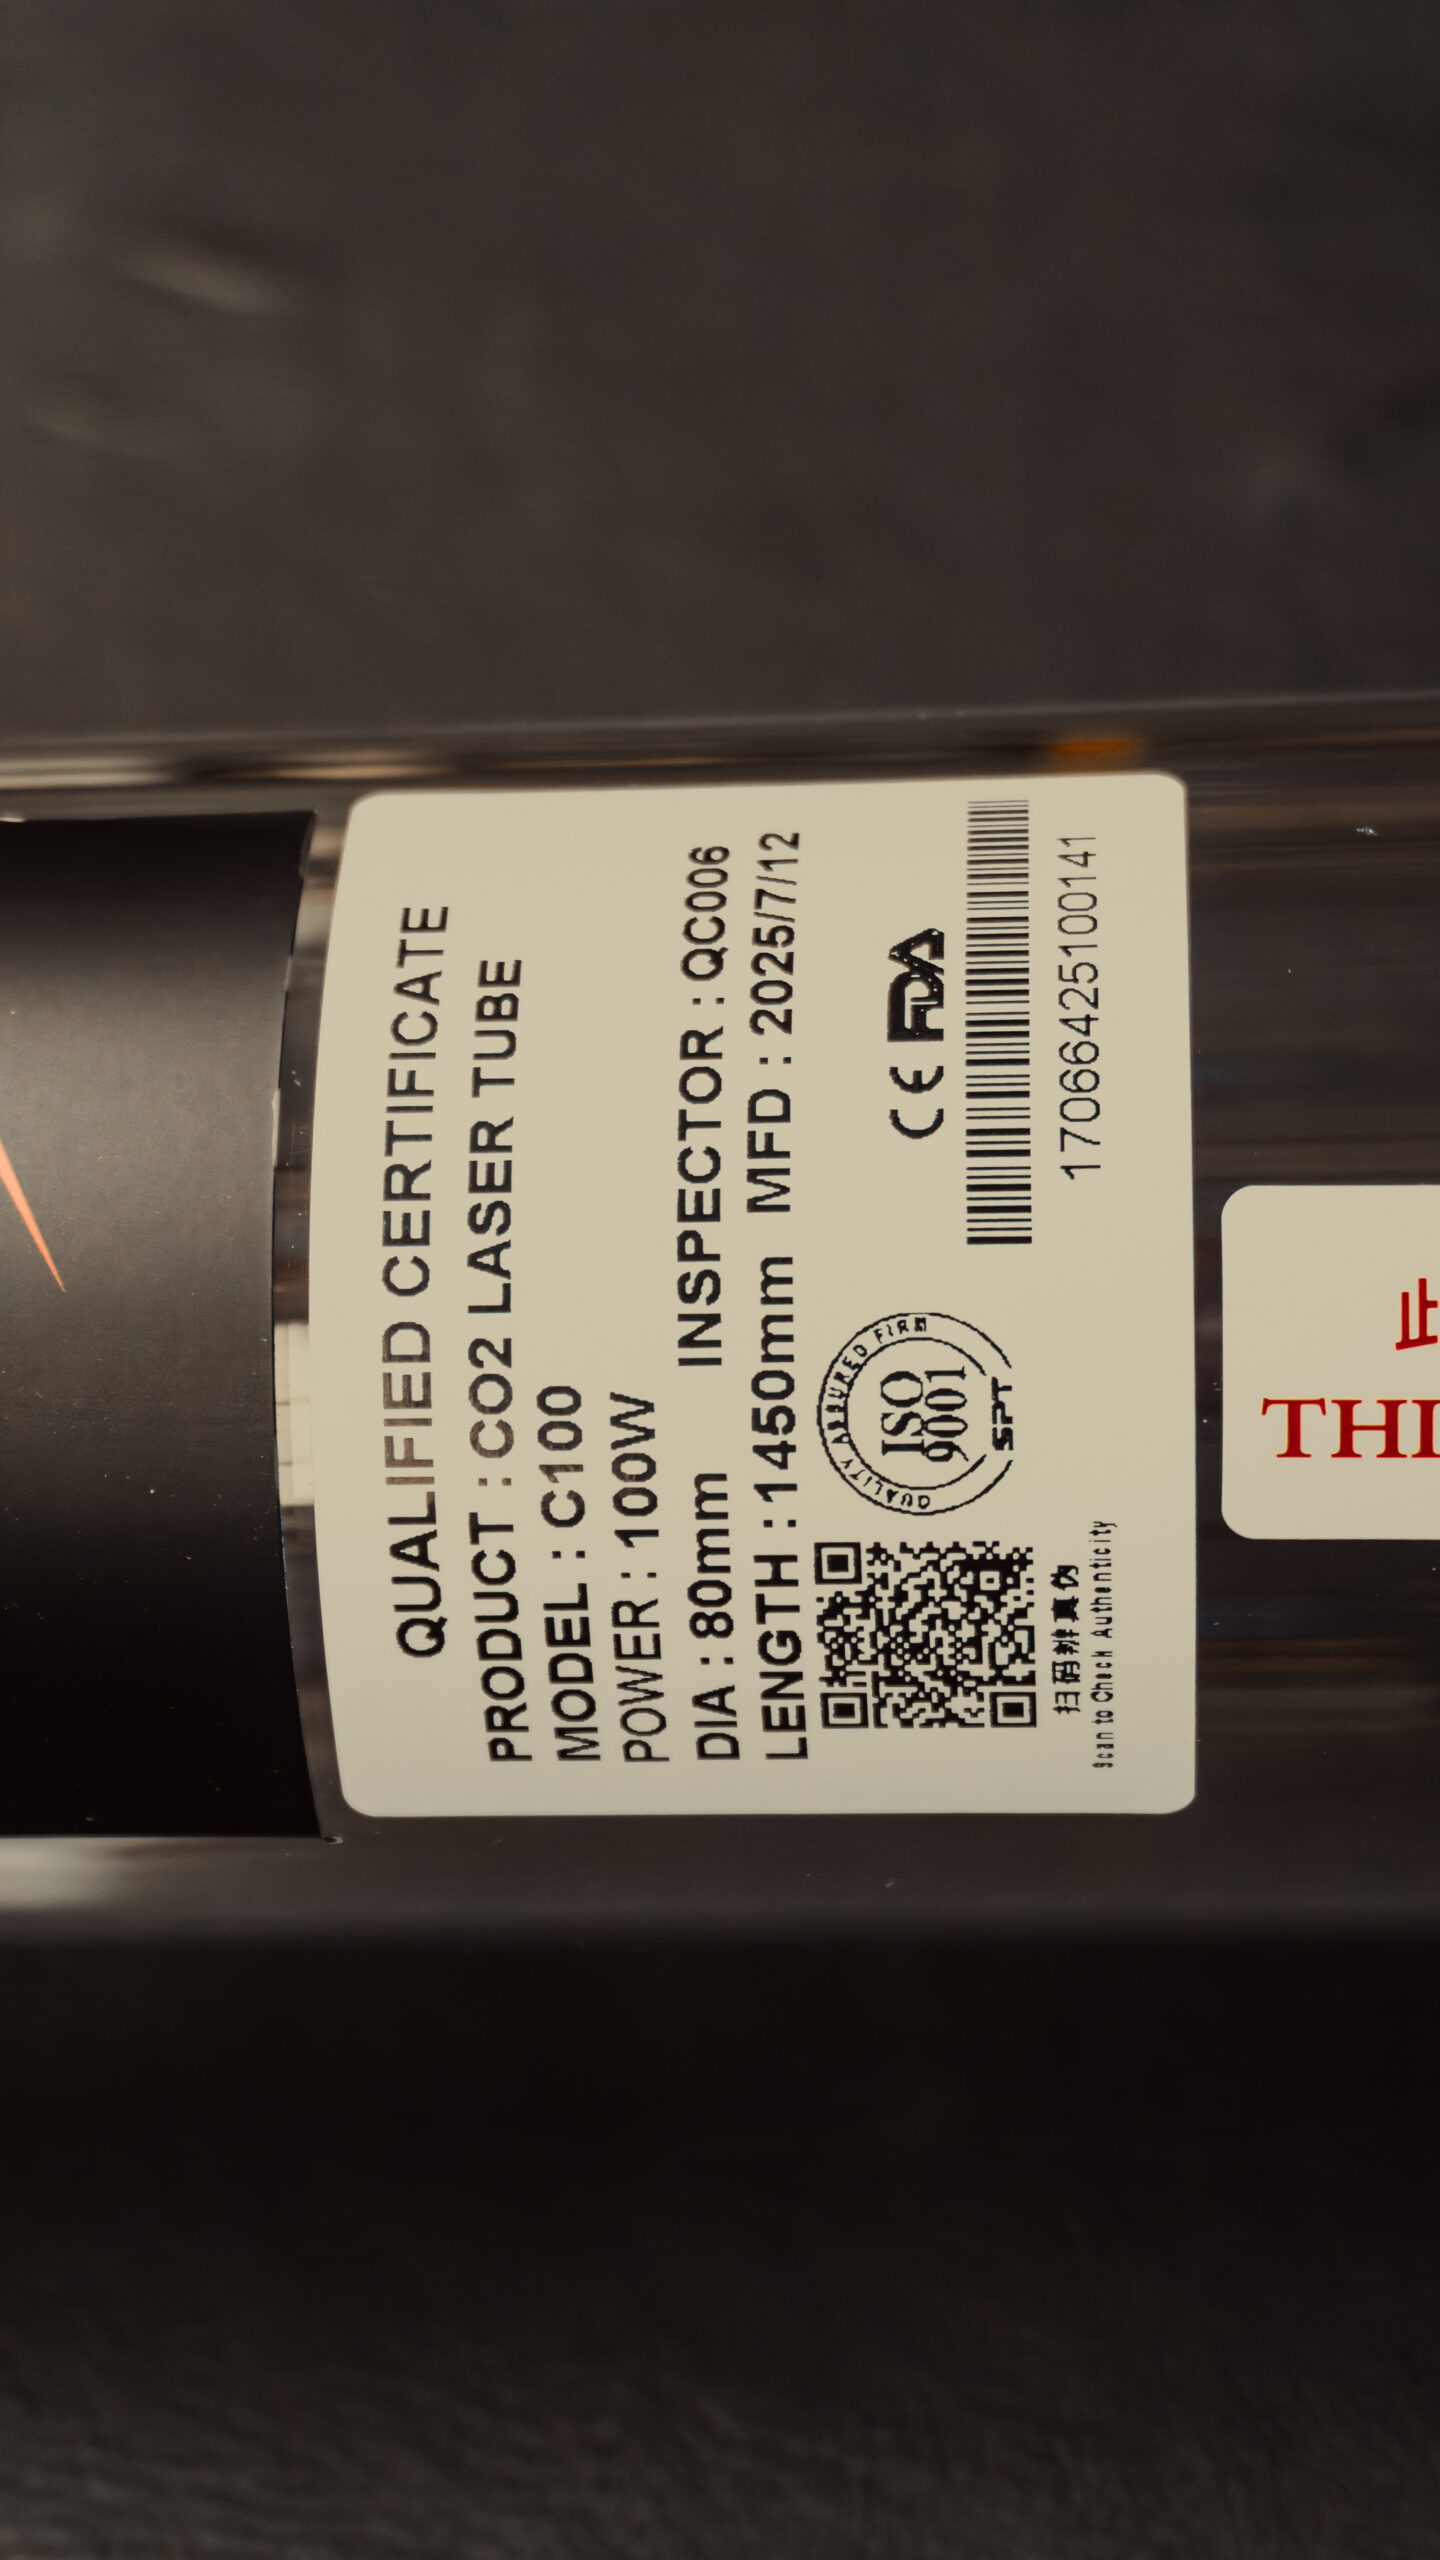 QUALIFIED CERTIFICATE
PRODUCT : CO2 LASER TUBE
MODEL : C100
POWER : 100W
DIA : 80mm INSPECTOR : QC006
LENGTH : 1450mm MFD : 2025/7/12
QUALITY ASSURED FIRM
ISO
9001
SPT
CE FDA
17066425100141
扫码辨真伪
Scan to Check Authenticity
此
THI